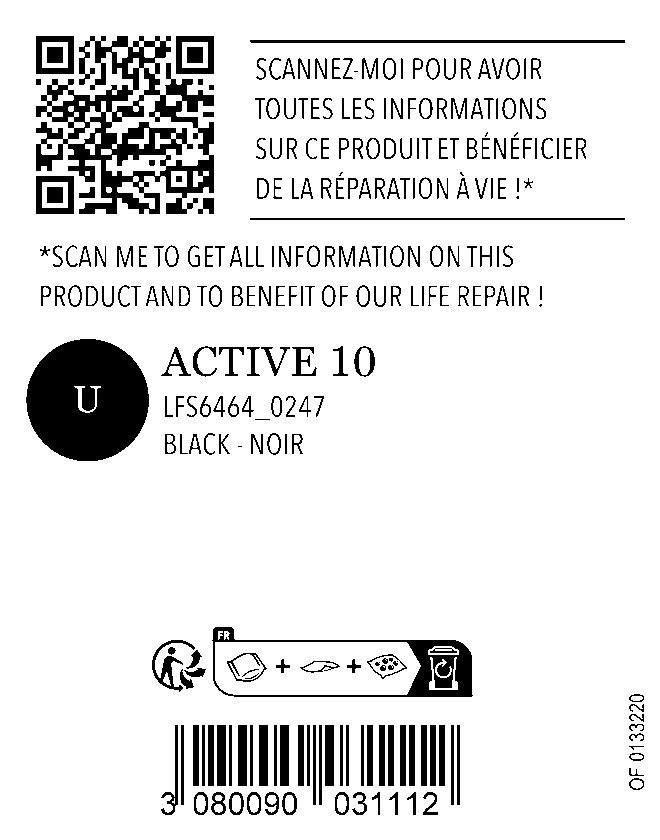 SCANNEZ-MOI POUR AVOIR
TOUTES LES INFORMATIONS
SUR CE PRODUIT ET BÉNÉFICIER
DE LA RÉPARATION À VIE !*
*SCAN ME TO GET ALL INFORMATION ON THIS
PRODUCT AND TO BENEFIT OF OUR LIFE REPAIR !
U
ACTIVE 10
LFS6464_0247
BLACK - NOIR
FR
3 080090 031112
OF 0133220